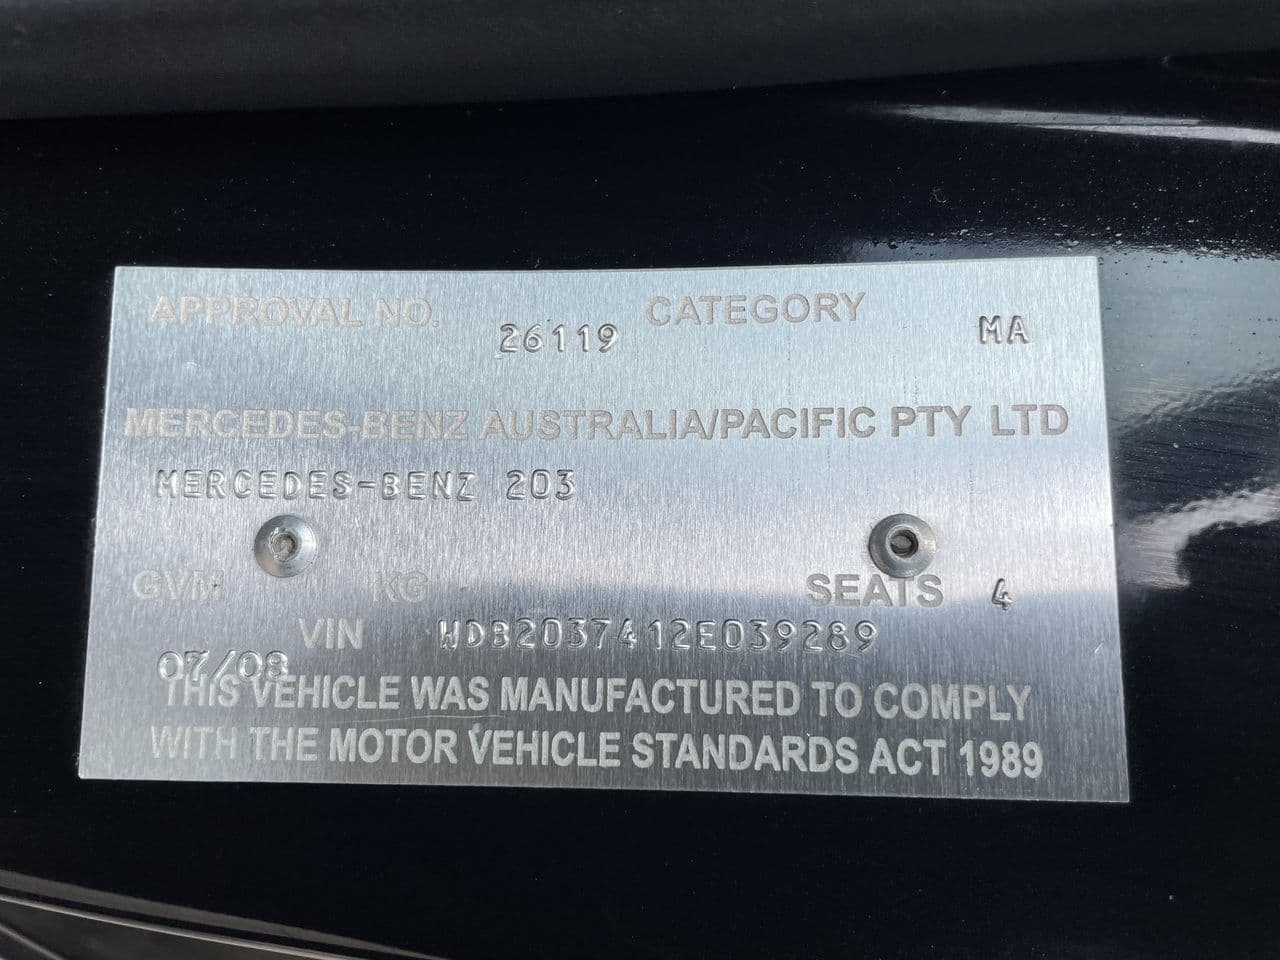 APPROVAL NO. 26119 CATEGORY MA
MERCEDES-BENZ AUSTRALIA/PACIFIC PTY LTD
MERCEDES-BENZ 203
GVM KG SEATS 4
VIN WDB2037412E039289
07/08
THIS VEHICLE WAS MANUFACTURED TO COMPLY
WITH THE MOTOR VEHICLE STANDARDS ACT 1989